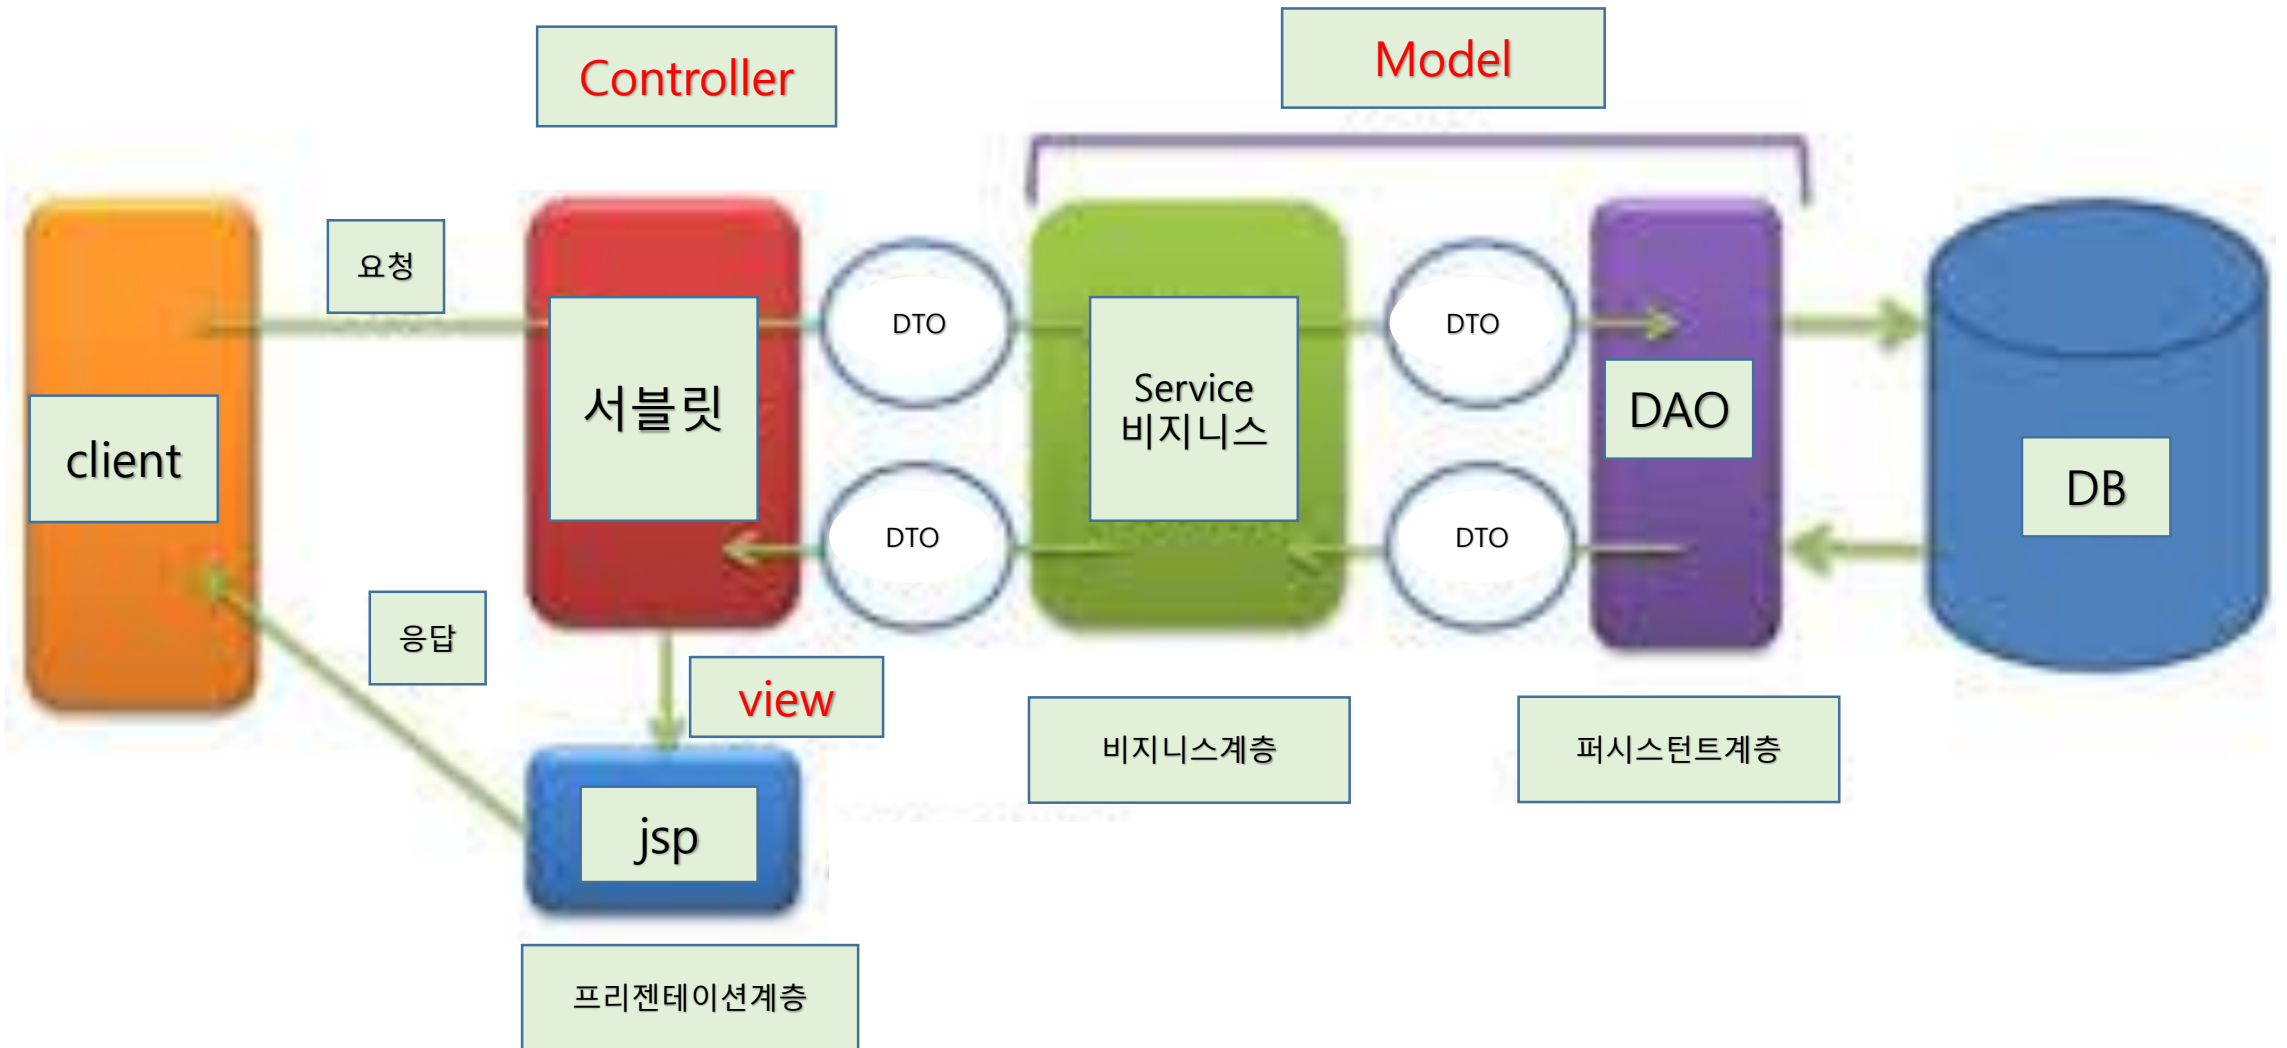 Controller
Model
요청
DTO
DTO
서블릿
Service
비지니스
DAO
client
DB
DTO
DTO
응답
view
비지니스계층
퍼시스턴트계층
jsp
프리젠테이션계층